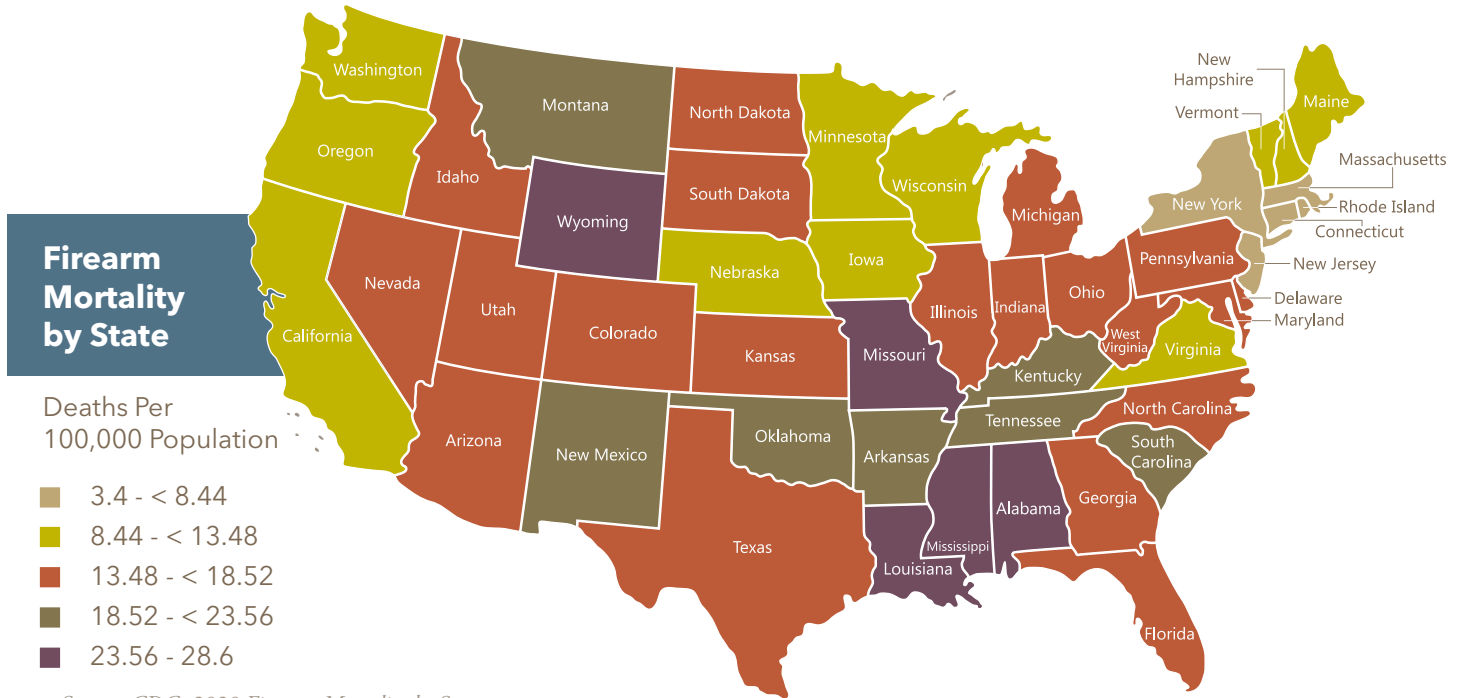 Firearm
Mortality
by State
Deaths Per
100,000 Population
3.4 - < 8.44
8.44 - < 13.48
13.48 - < 18.52
18.52 - < 23.56
23.56 - 28.6
Washington
Oregon
California
Idaho
Nevada
Montana
Wyoming
Utah
Arizona
Colorado
New Mexico
North Dakota
South Dakota
Nebraska
Kansas
Oklahoma
Texas
Minnesota
Iowa
Missouri
Arkansas
Louisiana
Wisconsin
Illinois
Michigan
Indiana
Ohio
Kentucky
Tennessee
Mississippi
Alabama
Georgia
Florida
South
Carolina
North Carolina
Virginia
West
Virginia
Pennsylvania
New York
New
Hampshire
Vermont
Maine
Massachusetts
Rhode Island
Connecticut
New Jersey
Delaware
Maryland